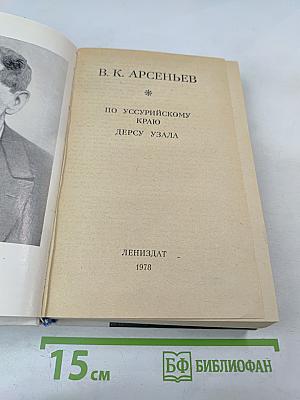 В. К. АРСЕНЬЕВ
*
ПО УССУРИЙСКОМУ
КРАЮ
ДЕРСУ УЗАЛА
ЛЕНИЗДАТ
1978
15 см
БФ БИБЛИОФАН